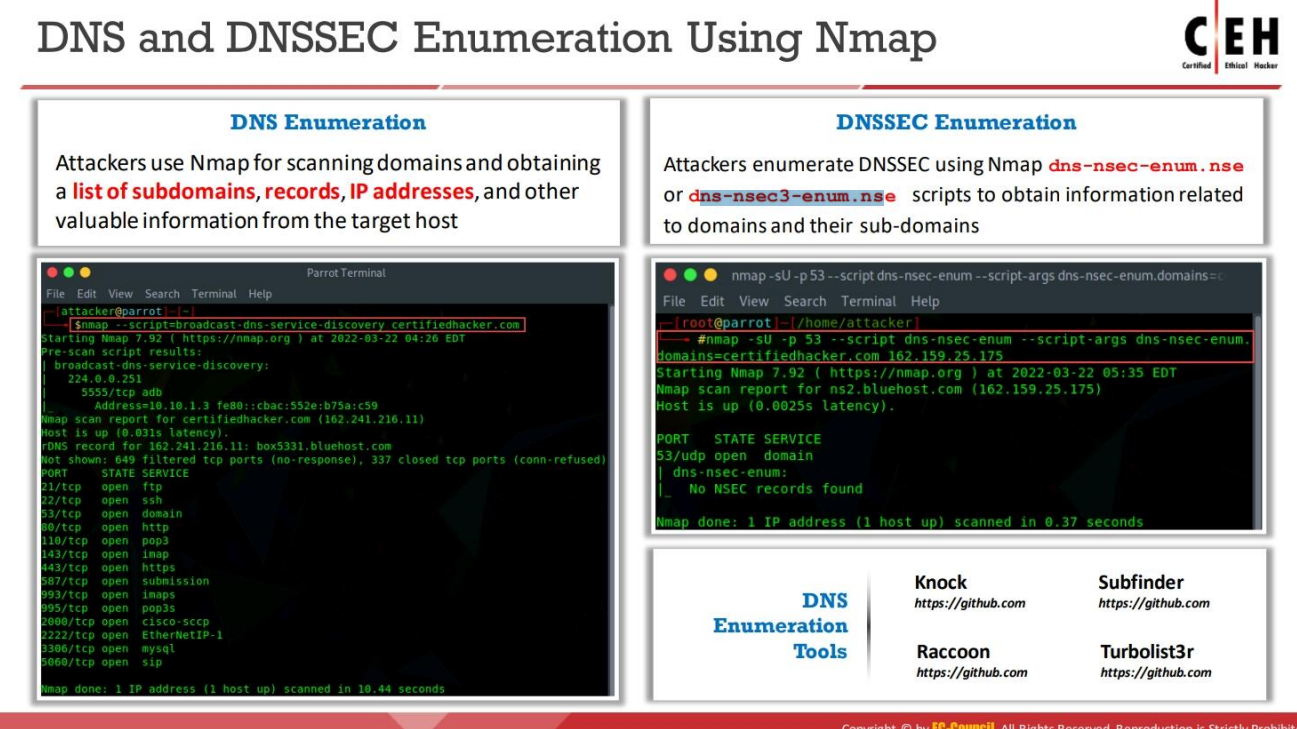 DNS and DNSSEC Enumeration Using Nmap
C|EH
Certified Ethical Hacker
DNS Enumeration
Attackers use Nmap for scanning domains and obtaining
a list of subdomains, records, IP addresses, and other
valuable information from the target host
Parrot Terminal
File Edit View Search Terminal Help
[attacker@parrot]-[~]
$nmap --script=broadcast-dns-service-discovery certifiedhacker.com
Starting Nmap 7.92 ( https://nmap.org ) at 2022-03-22 04:26 EDT
Pre-scan script results:
| broadcast-dns-service-discovery:
| 224.0.0.251
| 5555/tcp adb
|_ Address=10.10.1.3 fe80::cbac:552e:b75a:c59
Nmap scan report for certifiedhacker.com (162.241.216.11)
Host is up (0.031s latency).
rDNS record for 162.241.216.11: box5331.bluehost.com
Not shown: 649 filtered tcp ports (no-response), 337 closed tcp ports (conn-refused)
PORT STATE SERVICE
21/tcp open ftp
22/tcp open ssh
53/tcp open domain
80/tcp open http
110/tcp open pop3
143/tcp open imap
443/tcp open https
587/tcp open submission
993/tcp open imaps
995/tcp open pop3s
2000/tcp open cisco-sccp
2222/tcp open EtherNetIP-1
3306/tcp open mysql
5060/tcp open sip
Nmap done: 1 IP address (1 host up) scanned in 10.44 seconds
DNSSEC Enumeration
Attackers enumerate DNSSEC using Nmap dns-nsec-enum.nse
or dns-nsec3-enum.nse scripts to obtain information related
to domains and their sub-domains
nmap -sU -p 53 --script dns-nsec-enum --script-args dns-nsec-enum.domains=
File Edit View Search Terminal Help
[root@parrot]-[/home/attacker]
#nmap -sU -p 53 --script dns-nsec-enum --script-args dns-nsec-enum.
domains=certifiedhacker.com 162.159.25.175
Starting Nmap 7.92 ( https://nmap.org ) at 2022-03-22 05:35 EDT
Nmap scan report for ns2.bluehost.com (162.159.25.175)
Host is up (0.0025s latency).
PORT STATE SERVICE
53/udp open domain
| dns-nsec-enum:
|_ No NSEC records found
Nmap done: 1 IP address (1 host up) scanned in 0.37 seconds
DNS
Enumeration
Tools
Knock
https://github.com
Subfinder
https://github.com
Raccoon
https://github.com
Turbolist3r
https://github.com
Copyright © by EC-Council. All Rights Reserved. Reproduction is Strictly Prohibit